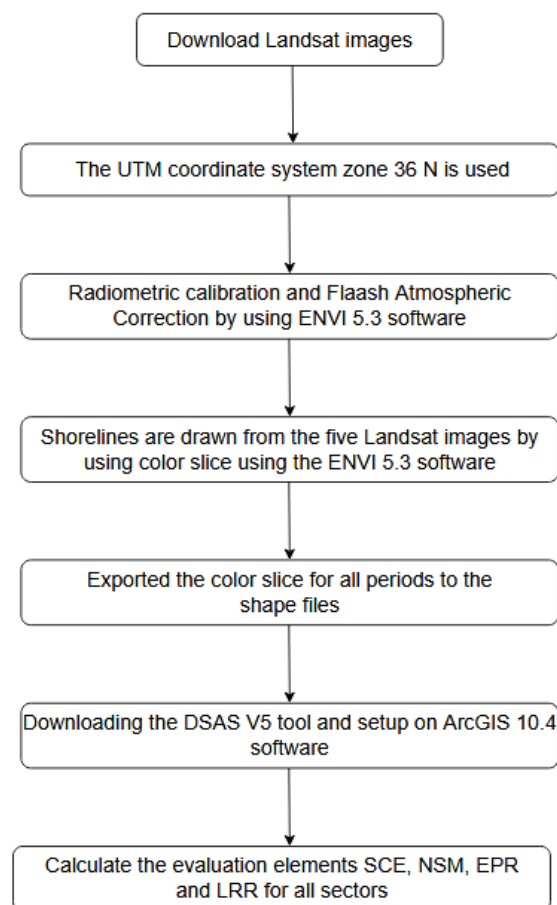 Download Landsat images
The UTM coordinate system zone 36 N is used
Radiometric calibration and Flaash Atmospheric
Correction by using ENVI 5.3 software
Shorelines are drawn from the five Landsat images by
using color slice using the ENVI 5.3 software
Exported the color slice for all periods to the
shape files
Downloading the DSAS V5 tool and setup on ArcGIS 10.4
software
Calculate the evaluation elements SCE, NSM, EPR
and LRR for all sectors